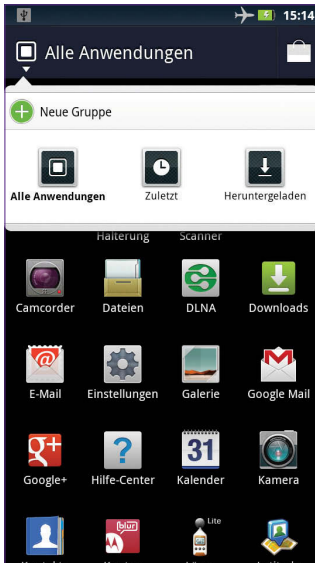 15:14
Alle Anwendungen
Neue Gruppe
Alle Anwendungen Zuletzt Heruntergeladen
Halterung Scanner
Camcorder Dateien DLNA Downloads
@
E-Mail Einstellungen Galerie Google Mail
g+ ? 31
Google+ Hilfe-Center Kalender Kamera
blur Lite